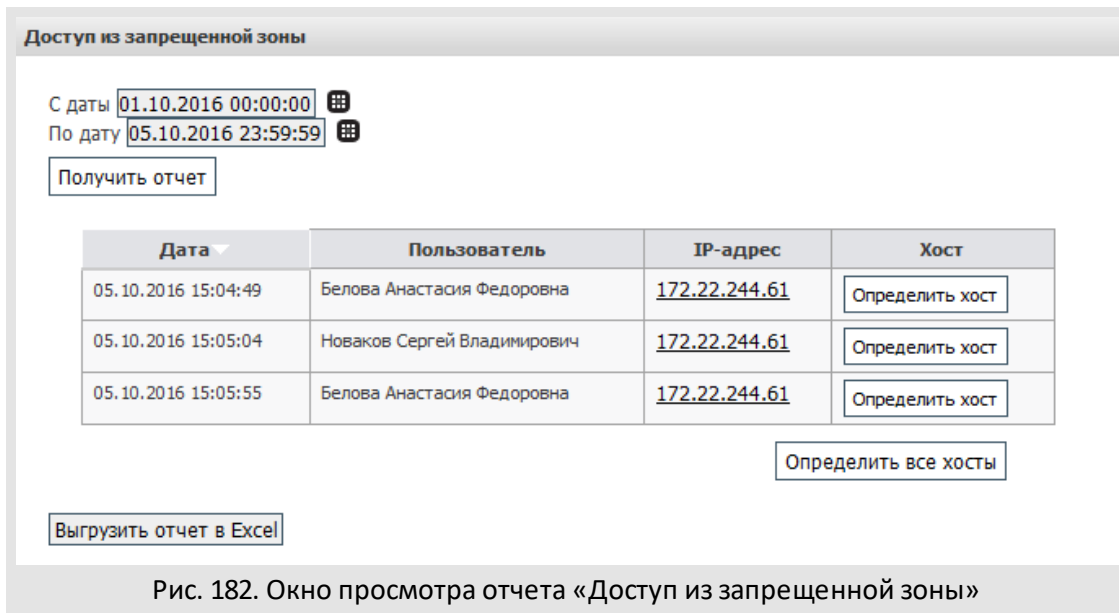 Доступ из запрещенной зоны
С даты 01.10.2016 00:00:00
По дату 05.10.2016 23:59:59
Получить отчет
Дата Пользователь IP-адрес Хост
05.10.2016 15:04:49 Белова Анастасия Федоровна 172.22.244.61 Определить хост
05.10.2016 15:05:04 Новаков Сергей Владимирович 172.22.244.61 Определить хост
05.10.2016 15:05:55 Белова Анастасия Федоровна 172.22.244.61 Определить хост
Определить все хосты
Выгрузить отчет в Excel
Рис. 182. Окно просмотра отчета «Доступ из запрещенной зоны»